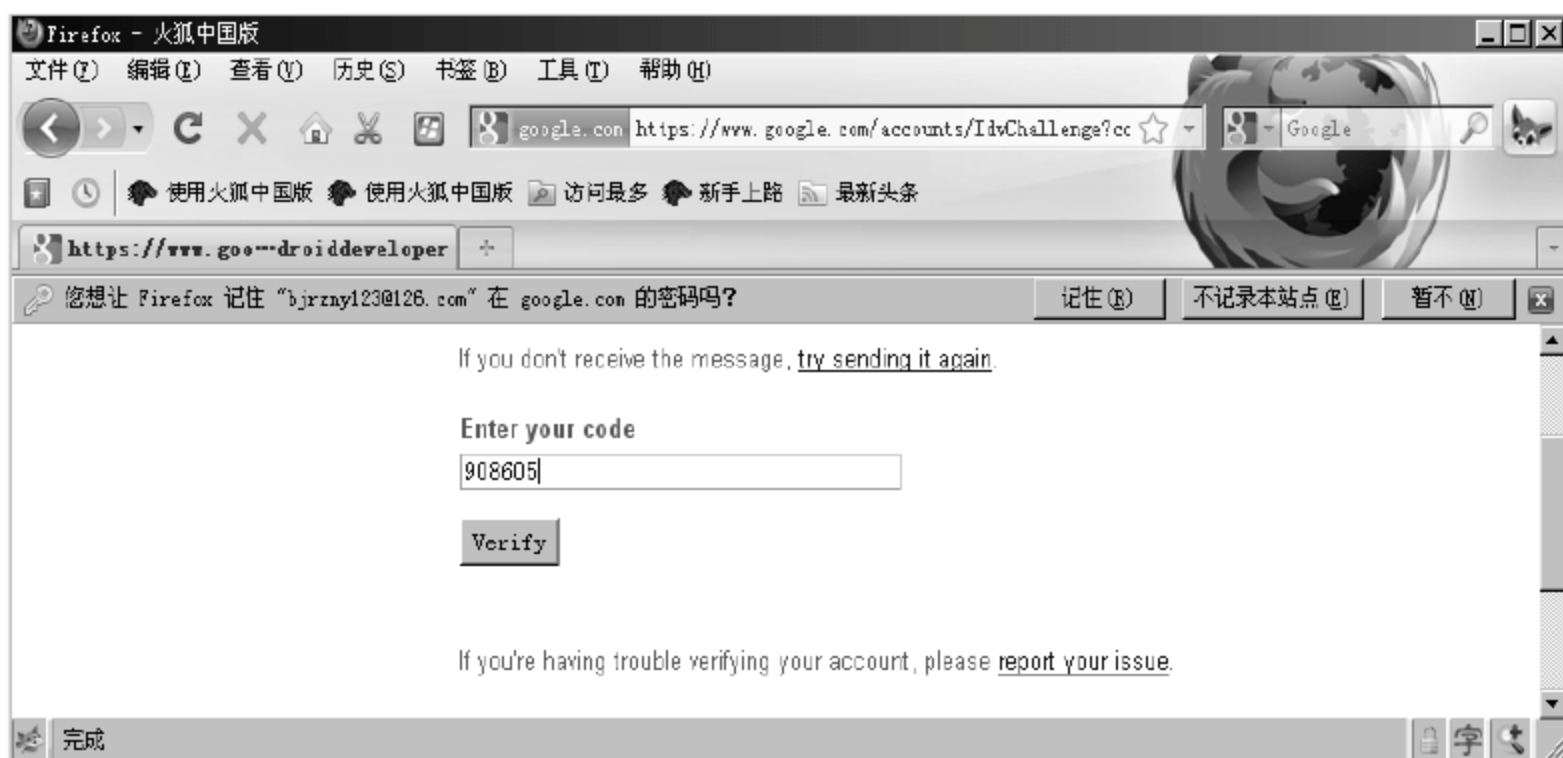 Firefox - 火狐中国版
文件(F) 编辑(E) 查看(V) 历史(S) 书签(B) 工具(T) 帮助(H)
google.com https://www.google.com/accounts/IdvChallenge?cc Google
使用火狐中国版 使用火狐中国版 访问最多 新手上路 最新头条
https://www.goo…droiddeveloper
您想让 Firefox 记住 “bjrzny123@126.com” 在 google.com 的密码吗? 记住(R) 不记录本站点(E) 暂不(N)
If you don't receive the message, try sending it again.
Enter your code
908605
Verify
If you're having trouble verifying your account, please report your issue.
完成 字